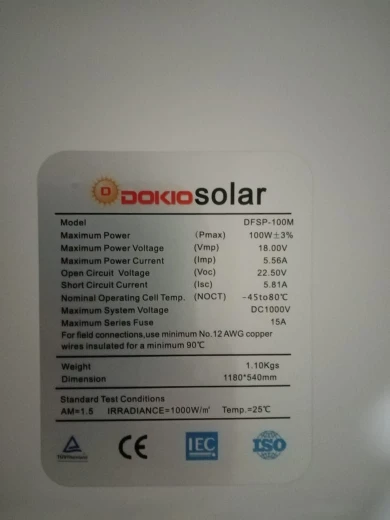 D DOKIO solar
Model DFSP-100M
Maximum Power (Pmax) 100W±3%
Maximum Power Voltage (Vmp) 18.00V
Maximum Power Current (Imp) 5.56A
Open Circuit Voltage (Voc) 22.50V
Short Circuit Current (Isc) 5.81A
Nominal Operating Cell Temp. (NOCT) -45to80℃
Maximum System Voltage DC1000V
Maximum Series Fuse 15A
For field connections,use minimum No.12 AWG copper
wires insulated for a minimum 90℃
Weight 1.10Kgs
Dimension 1180*540mm
Standard Test Conditions
AM=1.5 IRRADIANCE=1000W/㎡ Temp.=25℃
CE IEC ISO